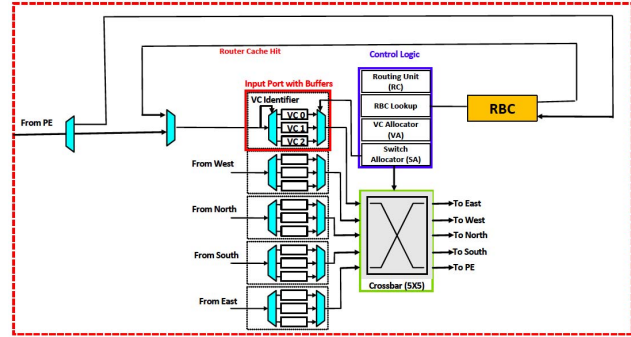 Router Cache Hit
Control Logic
Input Port with Buffers
Routing Unit
(RC)
VC Identifier
RBC Lookup
RBC
From PE
VC 0
VC 1
VC Allocator
(VA)
VC 2
Switch
Allocator (SA)
From West
To East
To West
From North
To North
From South
To South
To PE
Crossbar (5X5)
From East